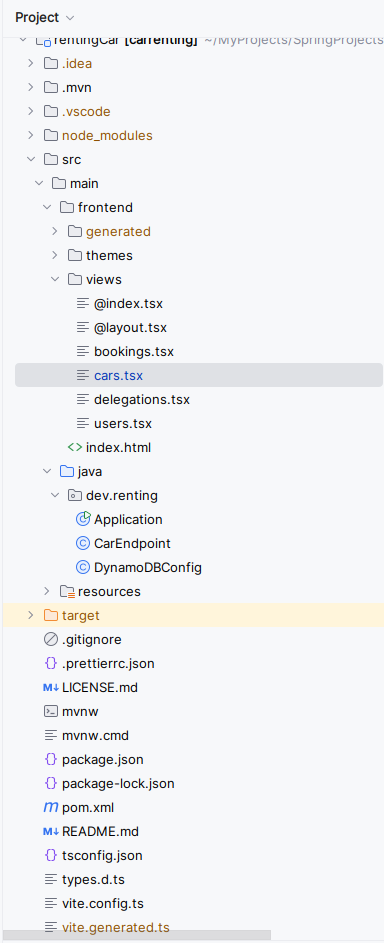 Project
rentingCar [carrenting] ~/MyProjects/SpringProjects
.idea
.mvn
.vscode
node_modules
src
main
frontend
generated
themes
views
@index.tsx
@layout.tsx
bookings.tsx
cars.tsx
delegations.tsx
users.tsx
<> index.html
java
dev.renting
C Application
C CarEndpoint
C DynamoDBConfig
resources
target
.gitignore
{} .prettierrc.json
M↓ LICENSE.md
mvnw
mvnw.cmd
{} package.json
{} package-lock.json
m pom.xml
M↓ README.md
{} tsconfig.json
types.d.ts
vite.config.ts
vite.generated.ts